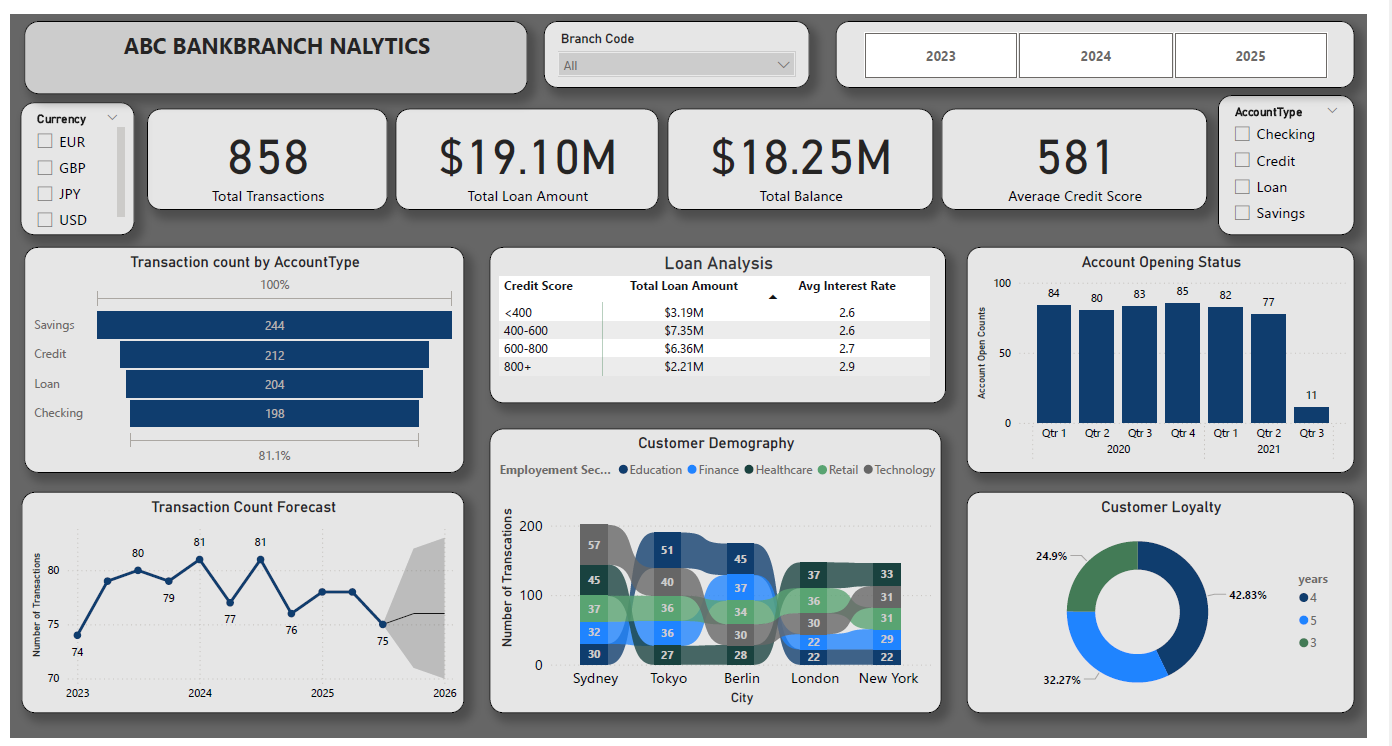 ABC BANKBRANCH NALYTICS
Branch Code
All
2023 2024 2025
Currency
EUR
GBP
JPY
USD
858
Total Transactions
$19.10M
Total Loan Amount
$18.25M
Total Balance
581
Average Credit Score
AccountType
Checking
Credit
Loan
Savings
Transaction count by AccountType
100%
Savings 244
Credit 212
Loan 204
Checking 198
81.1%
Loan Analysis
Credit Score Total Loan Amount Avg Interest Rate
<400 $3.19M 2.6
400-600 $7.35M 2.6
600-800 $6.36M 2.7
800+ $2.21M 2.9
Account Opening Status
Account Open Counts
100
50
0
84 80 83 85 82 77 11
Qtr 1 Qtr 2 Qtr 3 Qtr 4 Qtr 1 Qtr 2 Qtr 3
2020 2021
Transaction Count Forecast
Number of Transactions
80
75
70
74 80 79 81 77 81 76 75
2023 2024 2025 2026
Customer Demography
Employement Sec... Education Finance Healthcare Retail Technology
Number of Transcations
200
100
0
57 45 37 32 30
51 40 36 36 27
45 37 34 30 28
37 36 30 22 22
33 31 31 29 22
Sydney Tokyo Berlin London New York
City
Customer Loyalty
24.9%
42.83%
32.27%
years
4
5
3